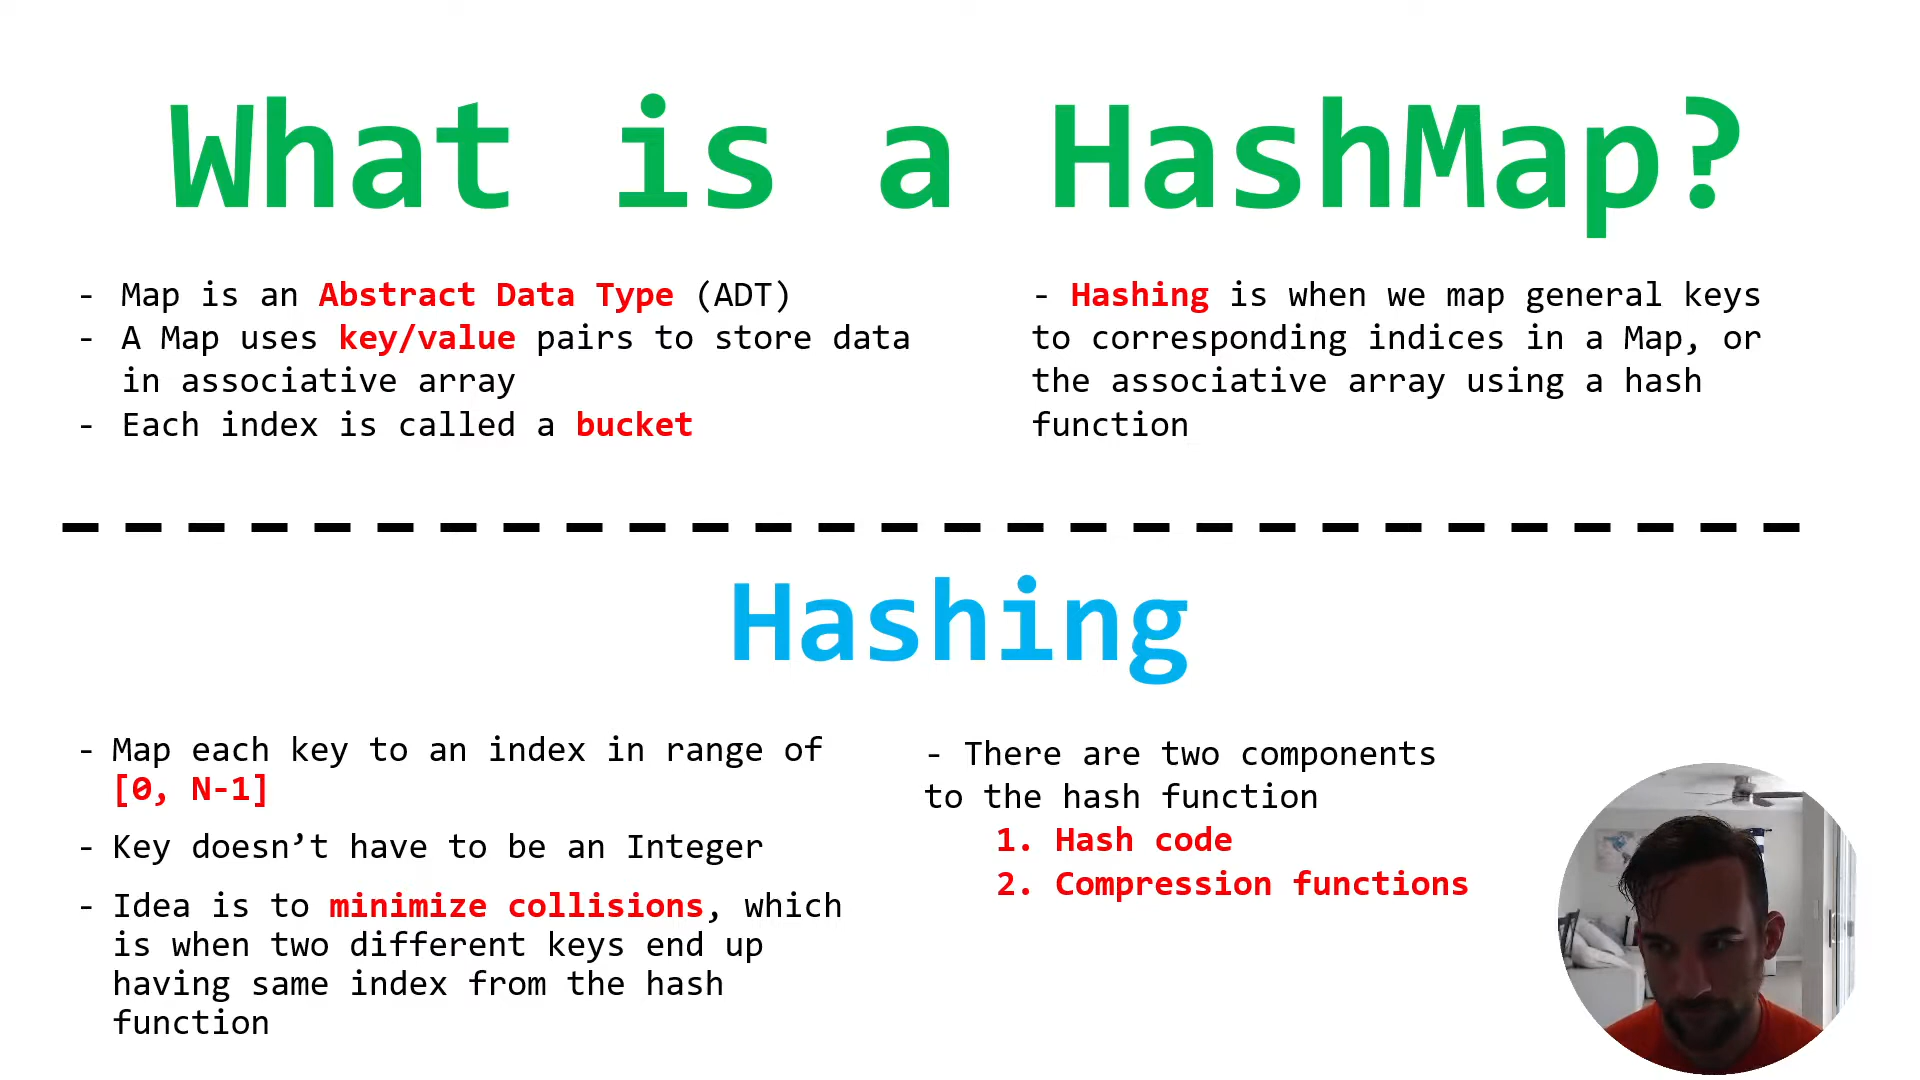 What is a HashMap?
- Map is an Abstract Data Type (ADT)
- A Map uses key/value pairs to store data
in associative array
- Each index is called a bucket
- Hashing is when we map general keys
to corresponding indices in a Map, or
the associative array using a hash
function
Hashing
- Map each key to an index in range of
[0, N-1]
- Key doesn’t have to be an Integer
- Idea is to minimize collisions, which
is when two different keys end up
having same index from the hash
function
- There are two components
to the hash function
1. Hash code
2. Compression functions